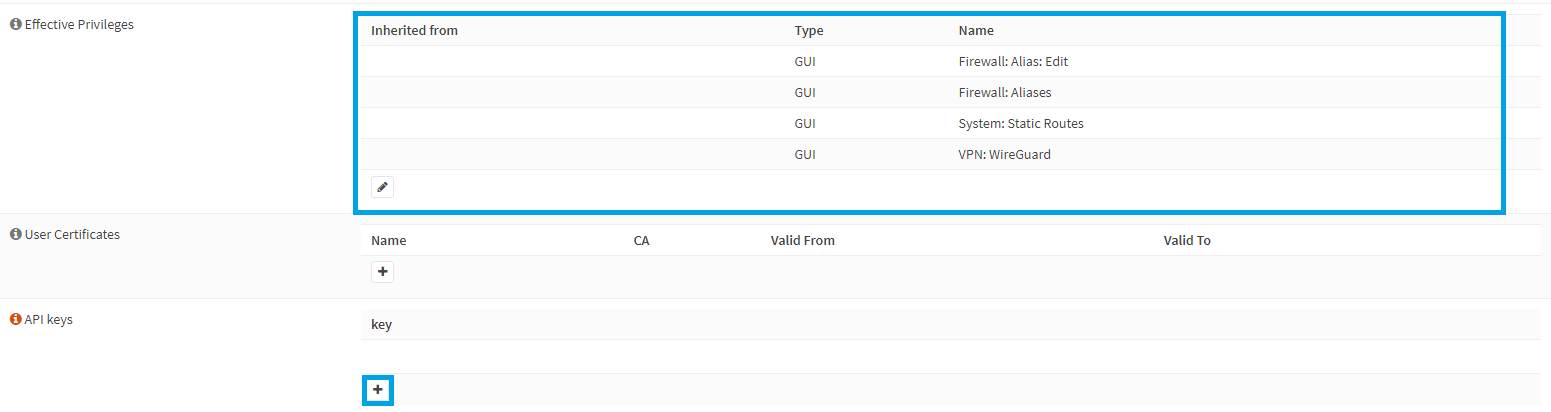 Effective Privileges
Inherited from Type Name
GUI Firewall: Alias: Edit
GUI Firewall: Aliases
GUI System: Static Routes
GUI VPN: WireGuard
User Certificates
Name CA Valid From Valid To
API keys
key